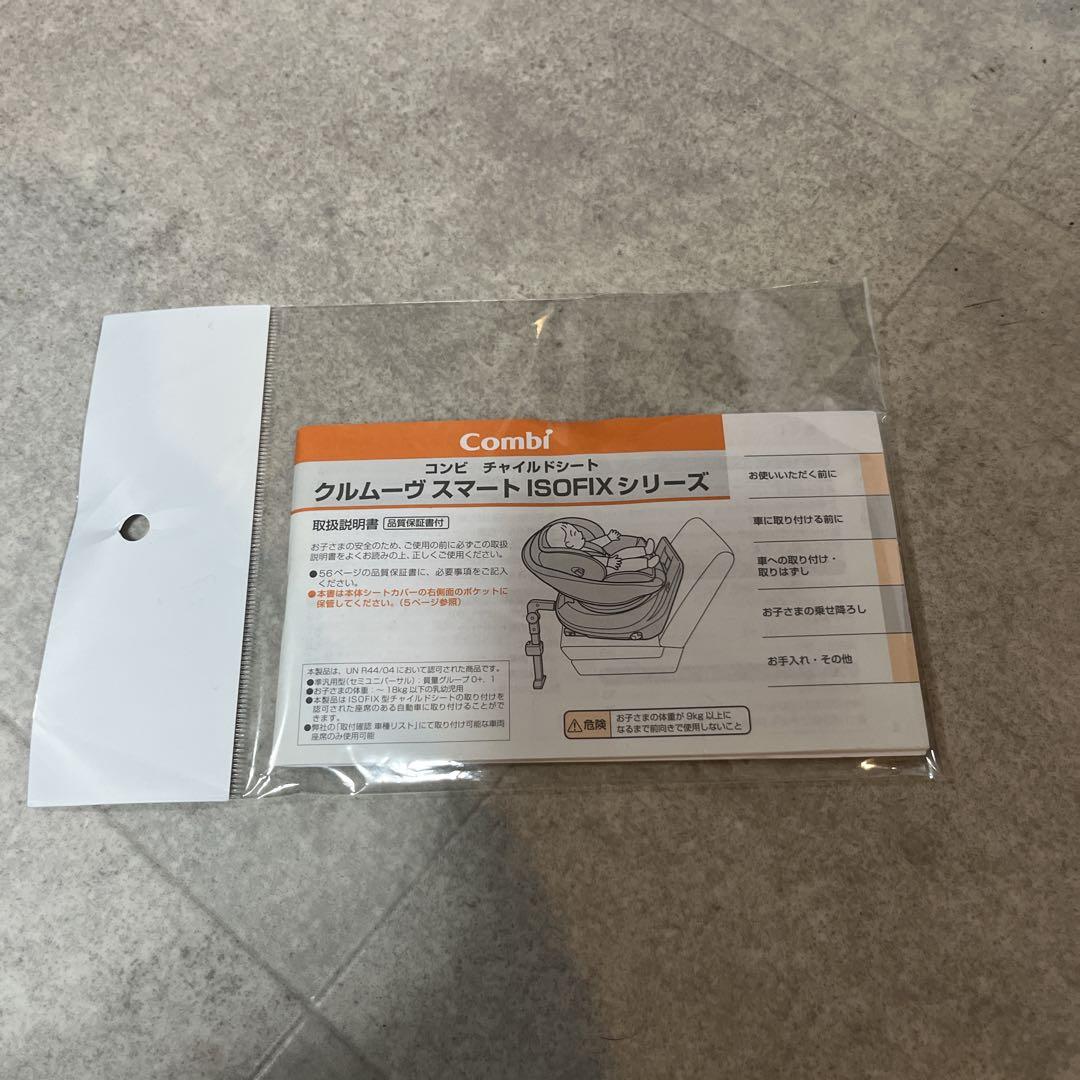 Combi
コンビ チャイルドシート
クルムーヴ スマート ISOFIXシリーズ
取扱説明書 品質保証書付
お子さまの安全のため、ご使用の前に必ずこの取扱
説明書をよくお読みの上、正しくご使用ください。
●56ページの品質保証書に、必要事項をご記入
ください。
●本書は本体シートカバーの右側面のポケットに
保管してください。(5ページ参照)
本製品は、UN R44/04において認可された商品です。
●準汎用型(セミユニバーサル):質量グループ0+、1
●お子さまの体重:~18kg以下の乳幼児用
●本製品はISOFIX型チャイルドシートの取り付けを
認可された座席のある自動車に取り付けることがで
きます。
●弊社の「取付確認 車種リスト」にて取り付け可能な車両
座席のみ使用可能
危険
お子さまの体重が9kg以上に
なるまで前向きで使用しないこと
お使いいただく前に
車に取り付ける前に
車への取り付け・
取りはずし
お子さまの乗せ降ろし
お手入れ・その他